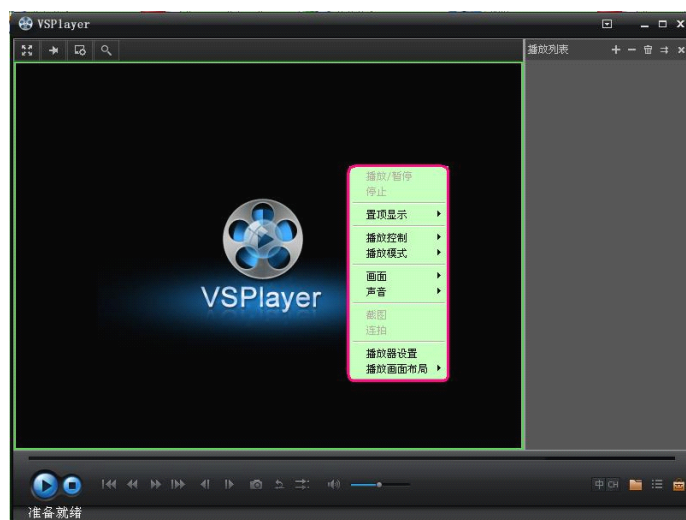 VSPlayer
播放列表
播放/暂停
停止
置顶显示
播放控制
播放模式
画面
声音
VSPlayer
截图
连拍
播放器设置
播放画面布局
中 CH
准备就绪